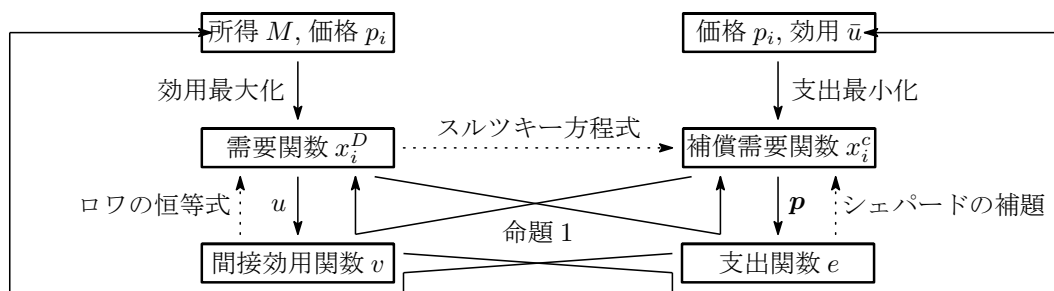 所得 M, 価格 p_i
価格 p_i, 効用 ū
効用最大化
支出最小化
需要関数 x_i^D
スルツキー方程式
補償需要関数 x_i^c
ロワの恒等式
u
命題 1
p
シェパードの補題
間接効用関数 v
支出関数 e